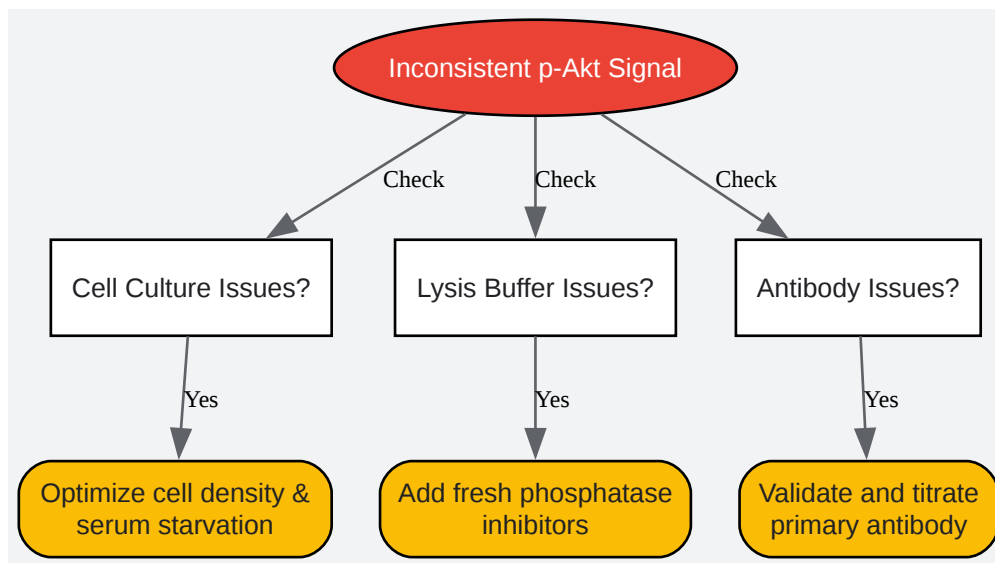 Inconsistent p-Akt Signal
Check
Check
Check
Cell Culture Issues?
Lysis Buffer Issues?
Antibody Issues?
Yes
Yes
Yes
Optimize cell density &
serum starvation
Add fresh phosphatase
inhibitors
Validate and titrate
primary antibody